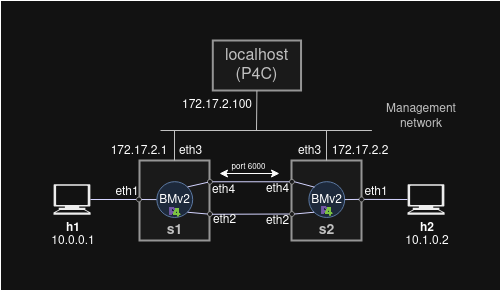 localhost
(P4C)
172.17.2.100
Management
network
172.17.2.1
eth3
eth3
172.17.2.2
port 6000
eth1
eth4
eth4
eth1
BMv2
BMv2
P4
P4
eth2
eth2
h1
10.0.0.1
s1
s2
h2
10.1.0.2